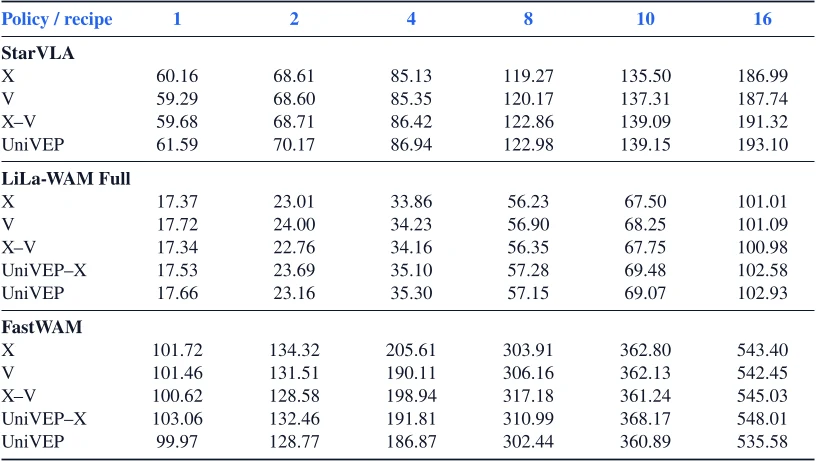 Policy / recipe 1 2 4 8 10 16
StarVLA
X 60.16 68.61 85.13 119.27 135.50 186.99
V 59.29 68.60 85.35 120.17 137.31 187.74
X–V 59.68 68.71 86.42 122.86 139.09 191.32
UniVEP 61.59 70.17 86.94 122.98 139.15 193.10
LiLa-WAM Full
X 17.37 23.01 33.86 56.23 67.50 101.01
V 17.72 24.00 34.23 56.90 68.25 101.09
X–V 17.34 22.76 34.16 56.35 67.75 100.98
UniVEP–X 17.53 23.69 35.10 57.28 69.48 102.58
UniVEP 17.66 23.16 35.30 57.15 69.07 102.93
FastWAM
X 101.72 134.32 205.61 303.91 362.80 543.40
V 101.46 131.51 190.11 306.16 362.13 542.45
X–V 100.62 128.58 198.94 317.18 361.24 545.03
UniVEP–X 103.06 132.46 191.81 310.99 368.17 548.01
UniVEP 99.97 128.77 186.87 302.44 360.89 535.58